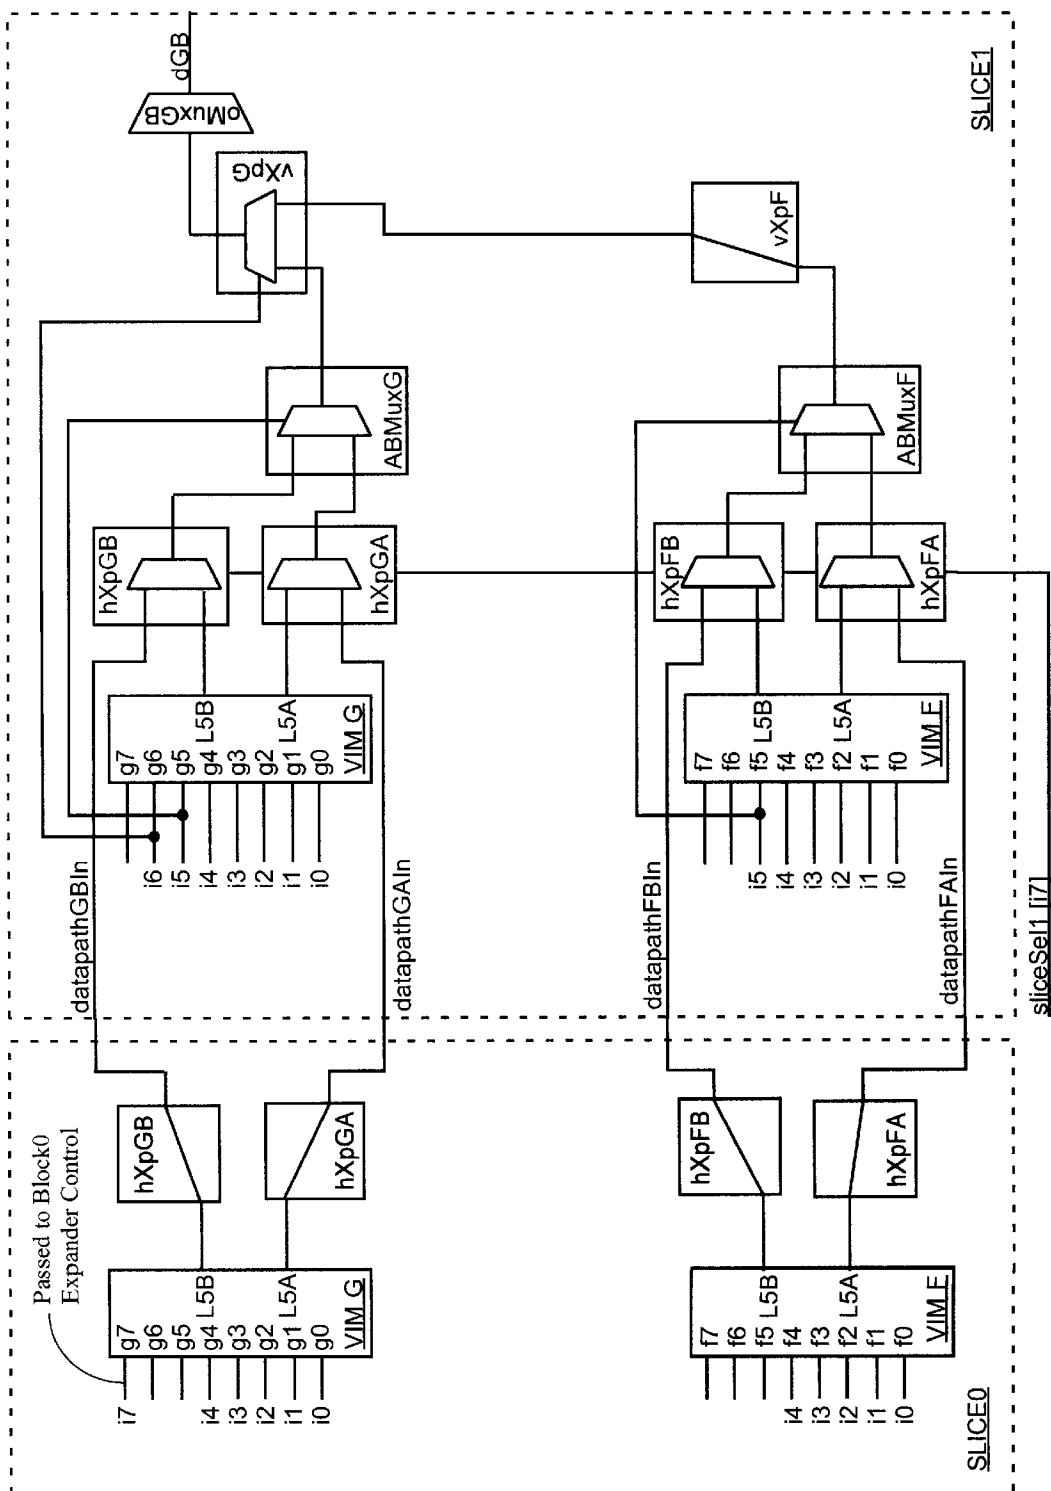 dGB
oMuxGB
vXpG
vXpF
SLICE1
ABMuxG
ABMuxF
hXpGB
hXpGA
hXpFB
hXpFA
g7
g6
g5
g4 L5B
g3
g2
g1 L5A
g0
VIM G
i6
i5
i4
i3
i2
i1
i0
f7
f6
f5 L5B
f4
f3
f2 L5A
f1
f0
VIM F
i5
i4
i3
i2
i1
i0
datapathGBIn
datapathGAIn
datapathFBIn
datapathFAIn
sliceSel1 [i7]
hXpGB
hXpGA
hXpFB
hXpFA
Passed to Block0
Expander Control
g7
g6
g5
g4 L5B
g3
g2
g1 L5A
g0
VIM G
i7
i4
i3
i2
i1
i0
f7
f6
f5 L5B
f4
f3
f2 L5A
f1
f0
VIM F
i4
i3
i2
i1
i0
SLICE0